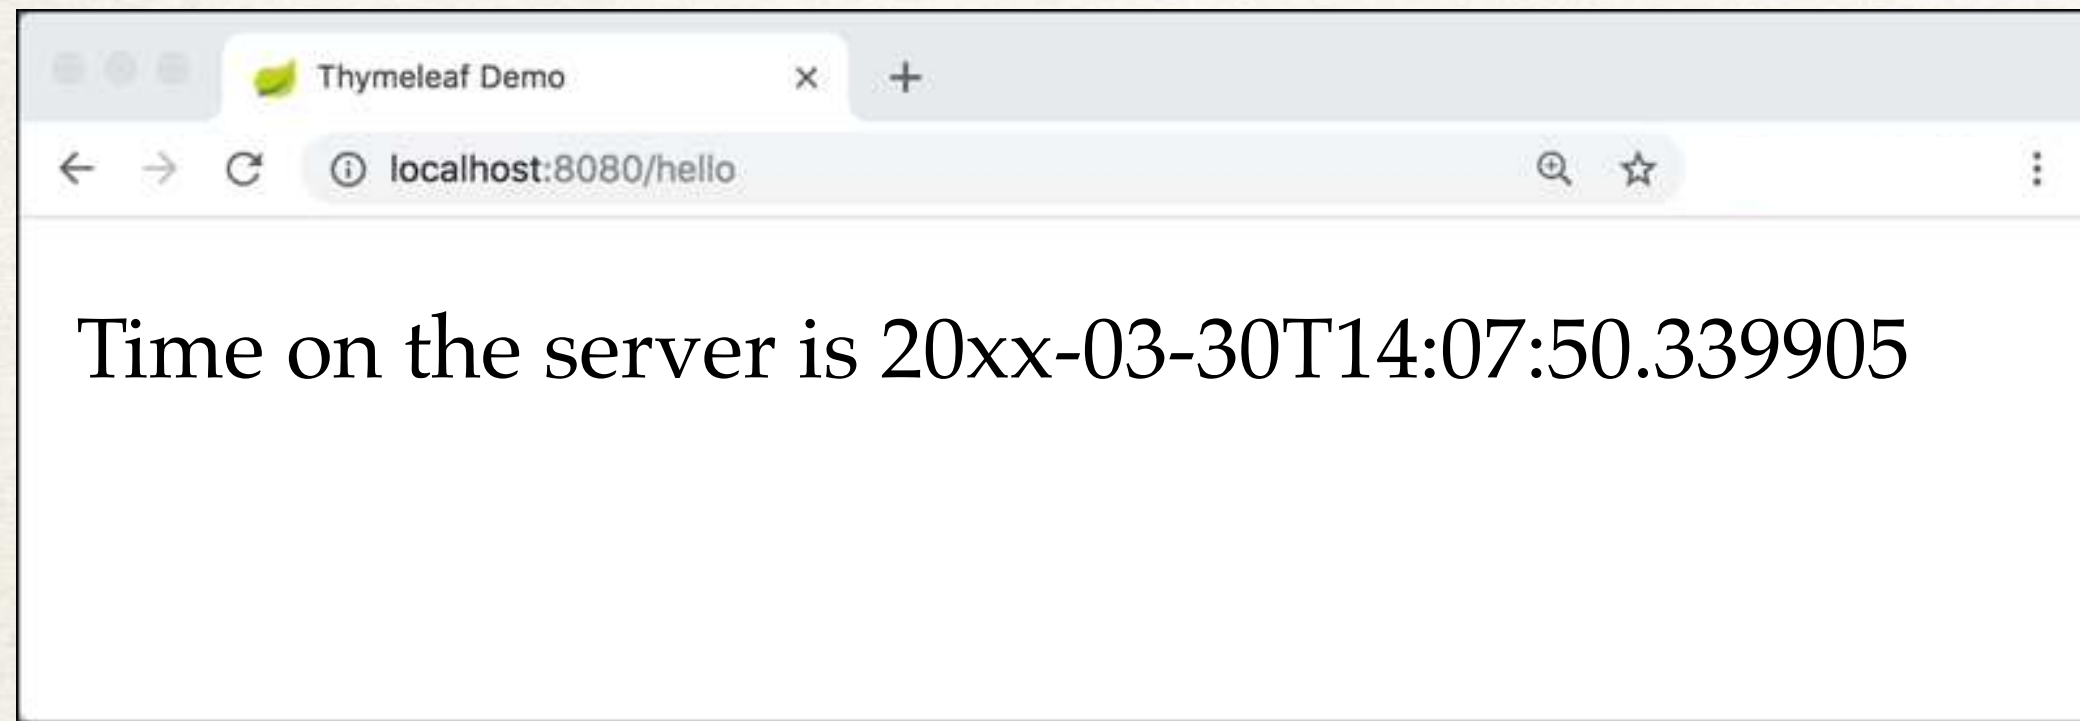 Thymeleaf Demo
localhost:8080/hello
Time on the server is 20xx-03-30T14:07:50.339905